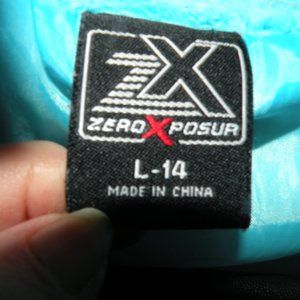 ZX
ZEROXPOSUR
L-14
MADE IN CHINA